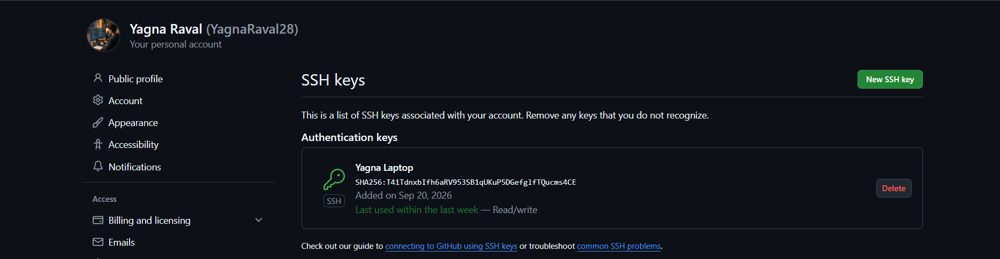 Yagna Raval (YagnaRaval28)
Your personal account
Public profile
Account
Appearance
Accessibility
Notifications
Access
Billing and licensing
Emails
SSH keys
New SSH key
This is a list of SSH keys associated with your account. Remove any keys that you do not recognize.
Authentication keys
Yagna Laptop
SHA256:T41TdnxbIfh6aRV953SB1qUKuP5DGefglfTQucms4CE
Added on Sep 20, 2026
Last used within the last week — Read/write
SSH
Delete
Check out our guide to connecting to GitHub using SSH keys or troubleshoot common SSH problems.